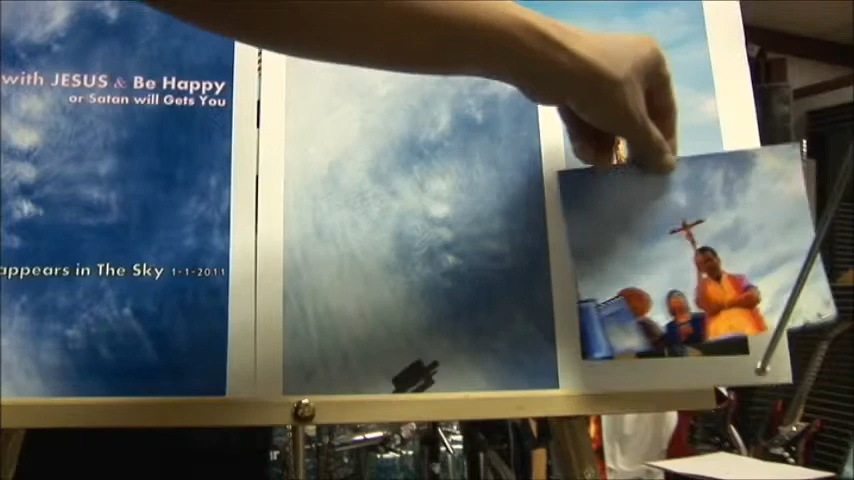 with JESUS & Be Happy
or Satan will Gets You
appears in The Sky 1-1-2011